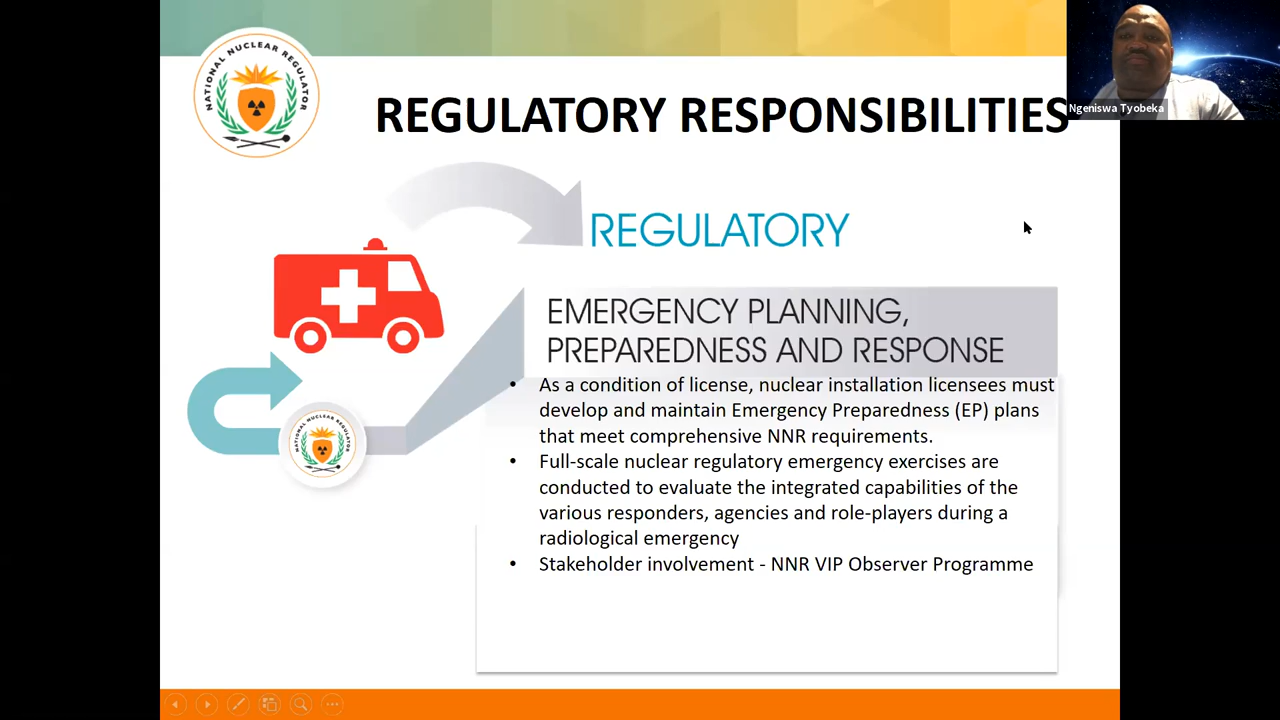 NATIONAL NUCLEAR REGULATOR
REGULATORY RESPONSIBILITIES
Ngeniswa Tyobeka
REGULATORY
EMERGENCY PLANNING,
PREPAREDNESS AND RESPONSE
• As a condition of license, nuclear installation licensees must
develop and maintain Emergency Preparedness (EP) plans
that meet comprehensive NNR requirements.
• Full-scale nuclear regulatory emergency exercises are
conducted to evaluate the integrated capabilities of the
various responders, agencies and role-players during a
radiological emergency
• Stakeholder involvement - NNR VIP Observer Programme
NATIONAL NUCLEAR REGULATOR